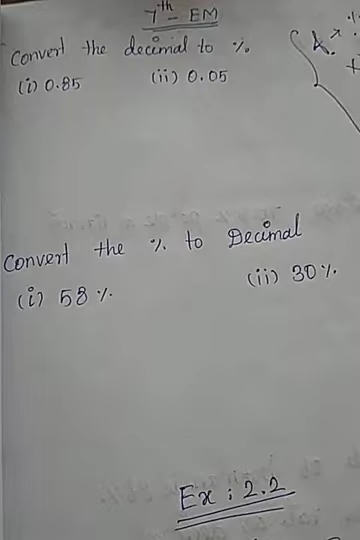 7th - EM
Convert the decimal to %.
(i) 0.85 (ii) 0.05
Convert the % to Decimal
(i) 58 %. (ii) 30%.
Ex : 2.2